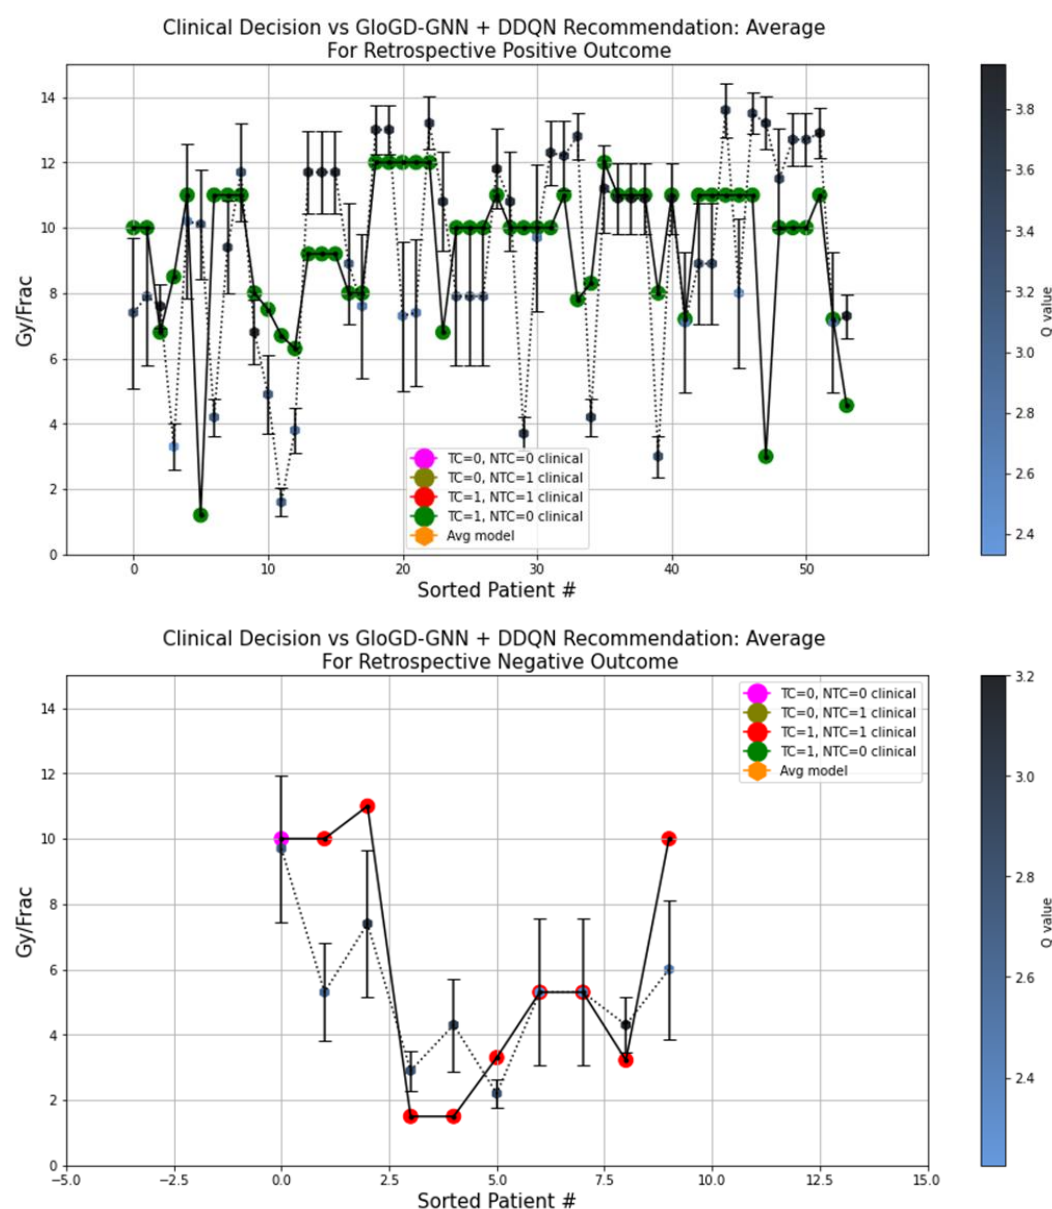 Clinical Decision vs GloGD-GNN + DDQN Recommendation: Average
For Retrospective Positive Outcome
14
12
10
8
6
4
2
0
Gy/Frac
0 10 20 30 40 50
Sorted Patient #
TC=0, NTC=0 clinical
TC=0, NTC=1 clinical
TC=1, NTC=1 clinical
TC=1, NTC=0 clinical
Avg model
3.8
3.6
3.4
3.2
3.0
2.8
2.6
2.4
Q value
Clinical Decision vs GloGD-GNN + DDQN Recommendation: Average
For Retrospective Negative Outcome
14
12
10
8
6
4
2
0
Gy/Frac
−5.0 −2.5 0.0 2.5 5.0 7.5 10.0 12.5 15.0
Sorted Patient #
TC=0, NTC=0 clinical
TC=0, NTC=1 clinical
TC=1, NTC=1 clinical
TC=1, NTC=0 clinical
Avg model
3.2
3.0
2.8
2.6
2.4
Q value